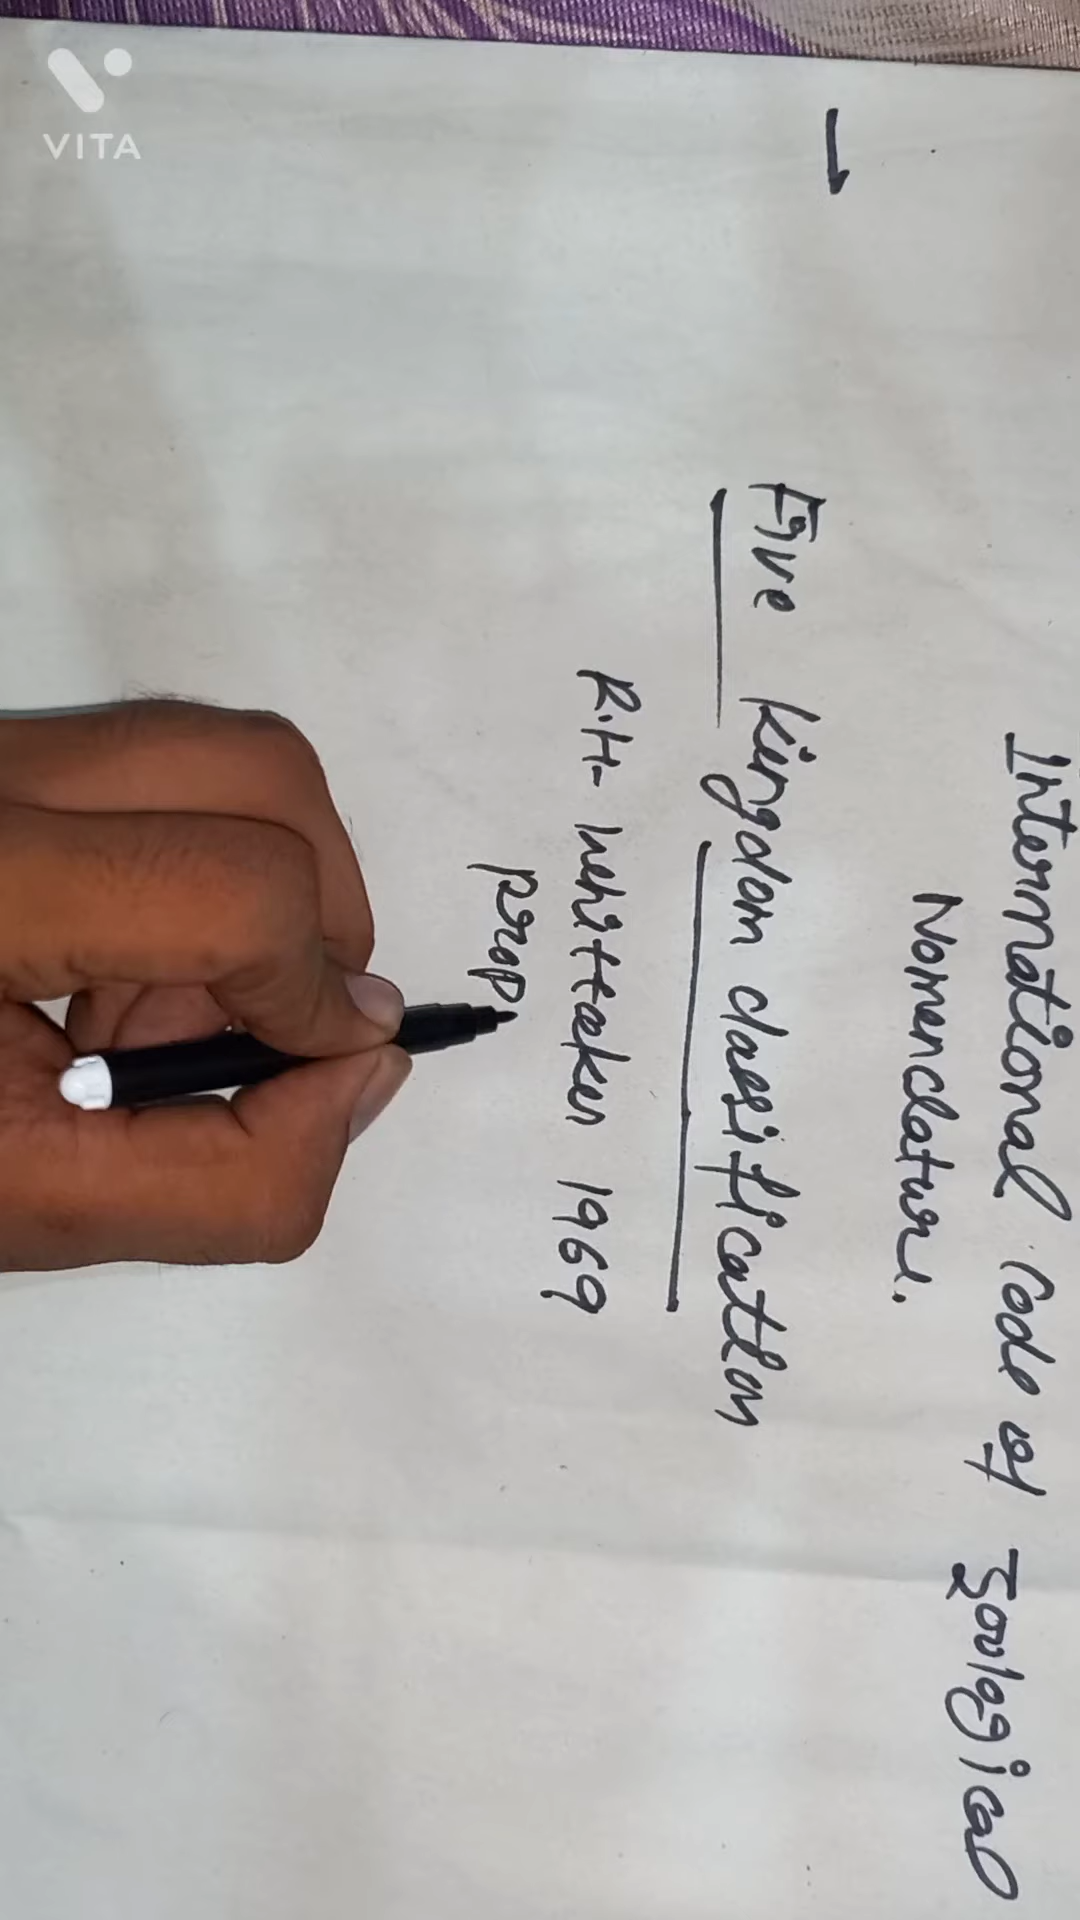 International Code of Zoological
Nomenclature.
→ Five kingdom classification
R.H. Whittaker 1969
prop
VITA